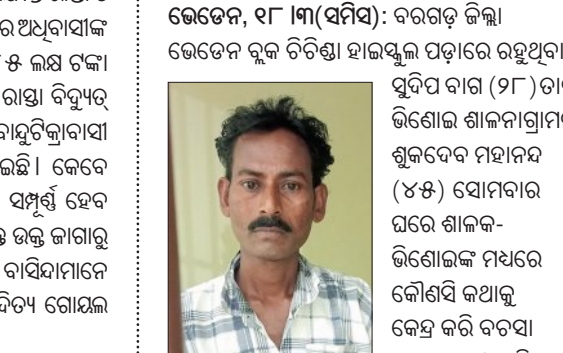 ର ଅଧିବାସୀଙ୍କ
୫ ଲକ୍ଷ ଟଙ୍କା
ରାସ୍ତା ବିଦ୍ୟୁତ୍
ବାନ୍ଦୁଟିକ୍ରାବାସୀ
ଇଛି। କେବେ
ସମ୍ପୂର୍ଣ୍ଣ ହେବ
ଉକ୍ତ ଜାଗାରୁ
ବାସିନ୍ଦାମାନେ
ଦିତ୍ୟ ଗୋୟଲ
ଭେଡେନ, ୧୮ ।୩(ସମିସ): ବରଗଡ଼ ଜିଲ୍ଲା
ଭେଡେନ ବ୍ଲକ ଚିଚିଣ୍ଡା ହାଇସ୍କୁଲ ପଡ଼ାରେ ରହୁଥିବା
ସୁଦିପ ବାଗ (୨୮)
ଭିଣୋଇ ଶାଳନାଗ୍ରାମ
ଶୁକଦେବ ମହାନନ୍ଦ
(୪୫) ସୋମବାର
ଘରେ ଶାଳକ-
ଭିଣୋଇଙ୍କ ମଧ୍ୟରେ
କୌଣସି କଥାକୁ
କେନ୍ଦ୍ର କରି ବଚସା